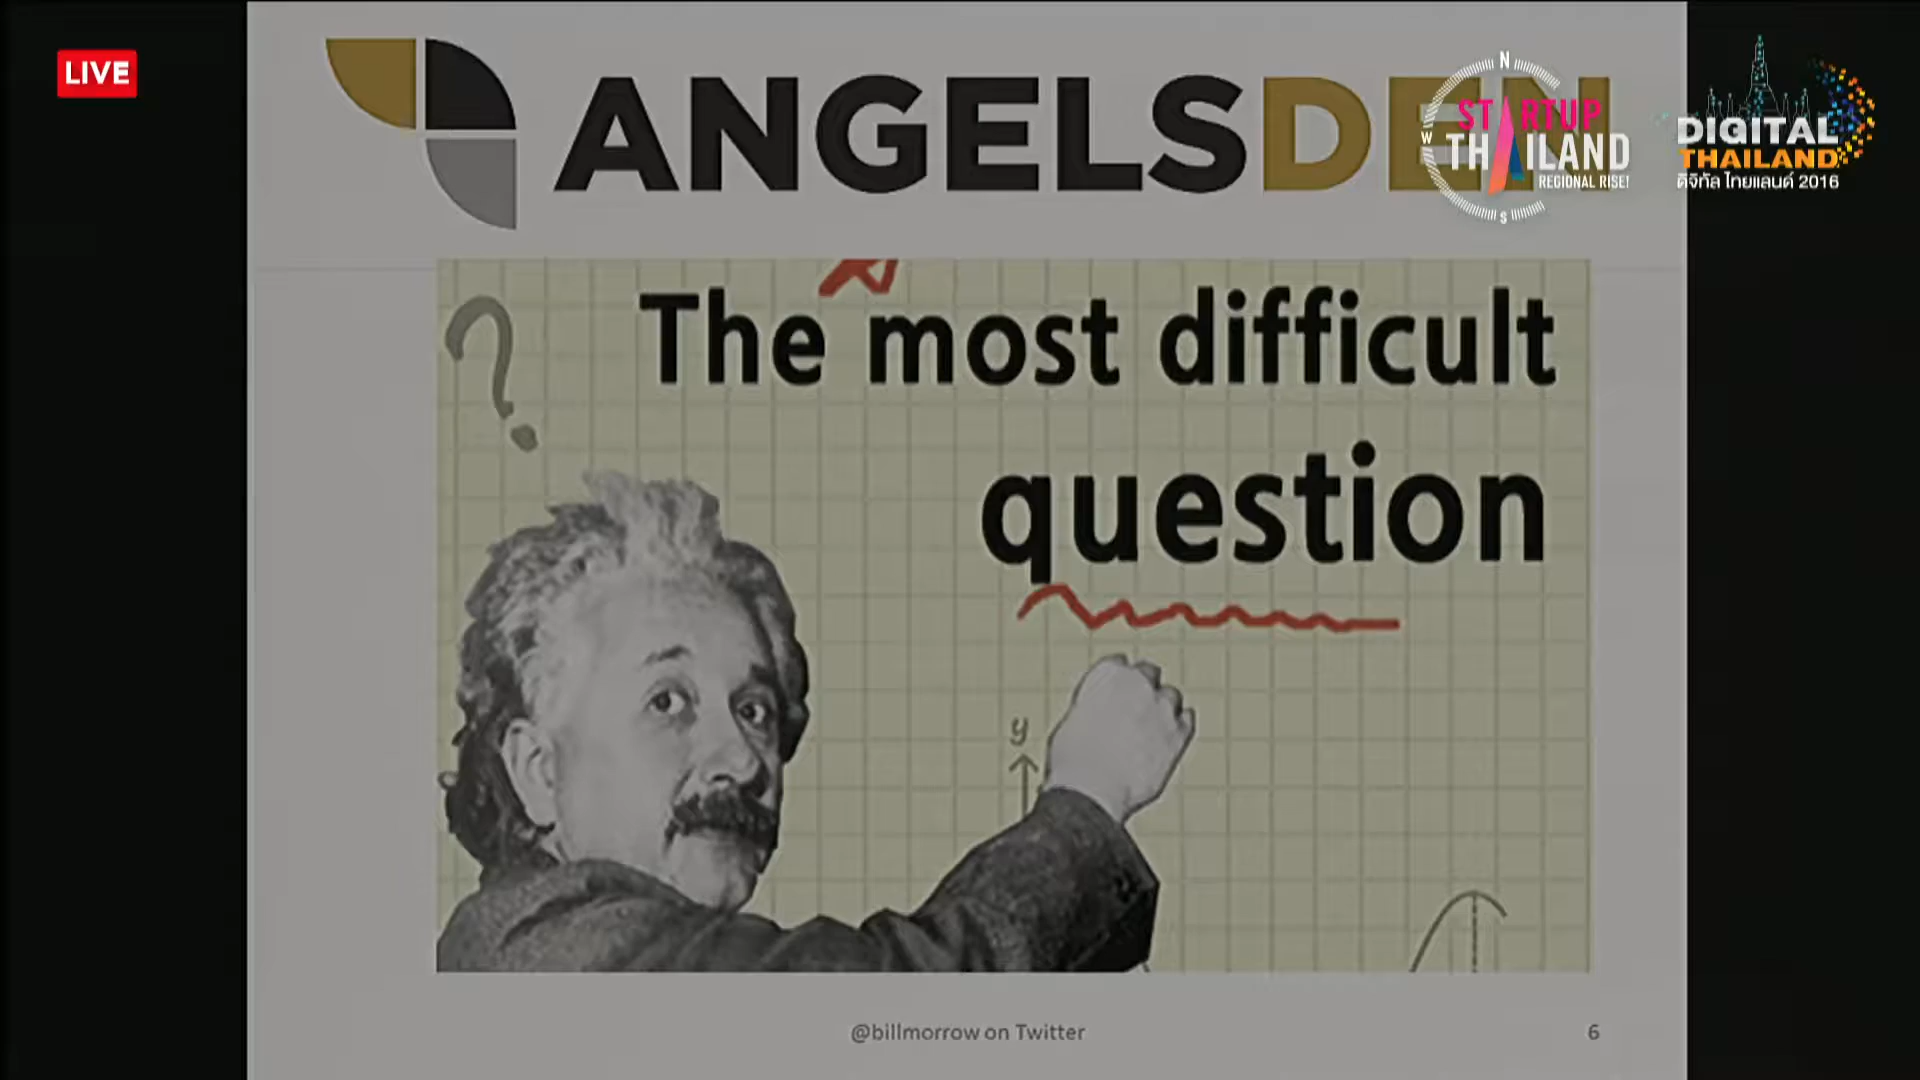 LIVE
ANGELSDEN
N
W
STARTUP
THAILAND
REGIONAL RISE!
S
DIGITAL
THAILAND
ดิจิทัล ไทยแลนด์ 2016
?
The most difficult
question
y
@billmorrow on Twitter
6